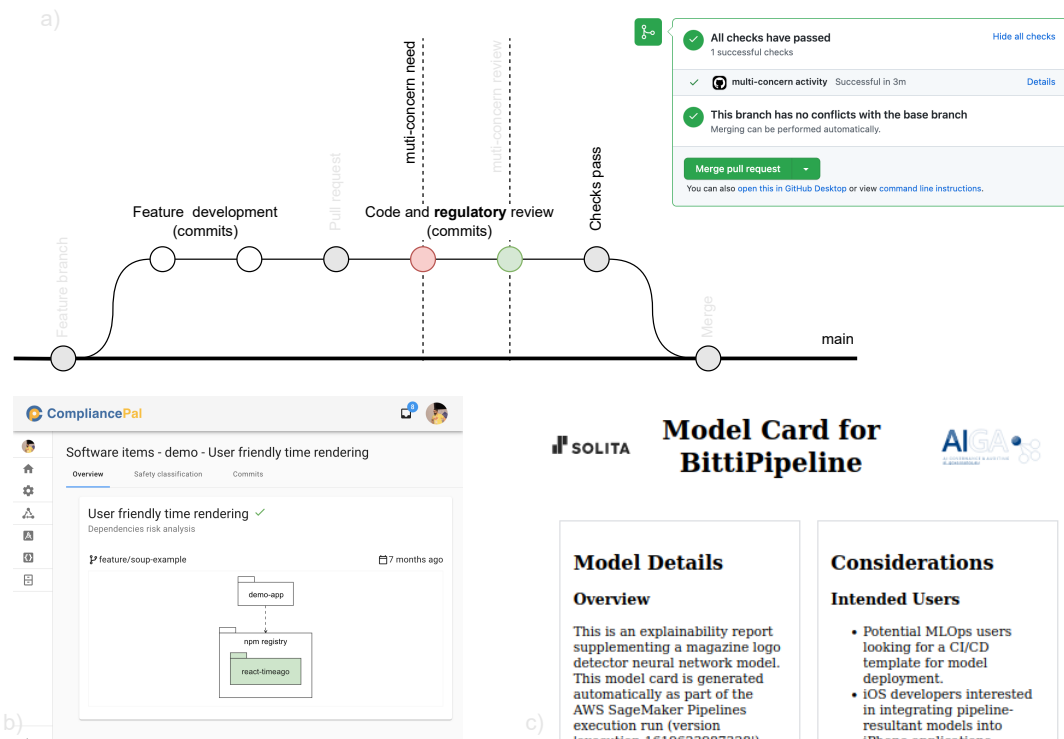 a)
muti-concern need
muti-concern review
All checks have passed
Hide all checks
1 successful checks
multi-concern activity Successful in 3m
Details
This branch has no conflicts with the base branch
Merging can be performed automatically.
Merge pull request
You can also open this in GitHub Desktop or view command line instructions.
Pull request
Checks pass
Feature development
(commits)
Code and regulatory review
(commits)
Feature branch
Merge
main
CompliancePal
8
Software items - demo - User friendly time rendering
Overview
Safety classification
Commits
User friendly time rendering
Dependencies risk analysis
feature/soup-example
7 months ago
demo-app
npm registry
react-timeago
b)
SOLITA
Model Card for
BittiPipeline
AIGA
Model Details
Overview
This is an explainability report
supplementing a magazine logo
detector neural network model.
This model card is generated
automatically as part of the
AWS SageMaker Pipelines
execution run (version
Considerations
Intended Users
• Potential MLOps users
looking for a CI/CD
template for model
deployment.
• iOS developers interested
in integrating pipeline-
resultant models into
c)